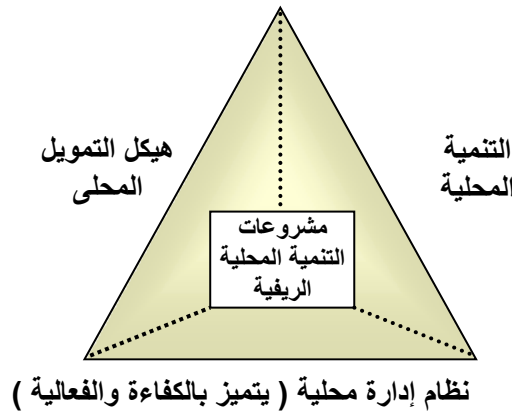 هيكل التمويل
المحلى
التنمية
المحلية
مشروعات
التنمية المحلية
الريفية
نظام إدارة محلية ( يتميز بالكفاءة والفعالية )